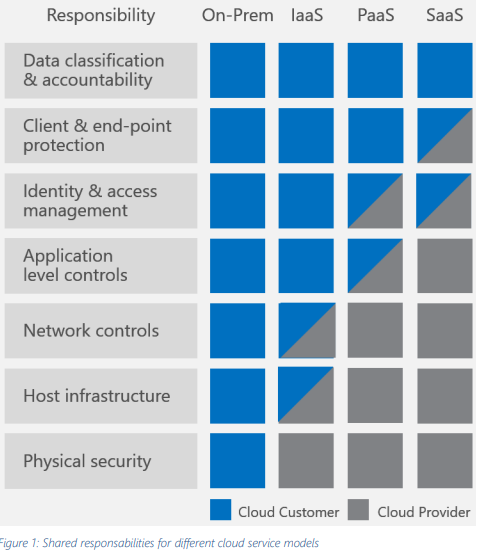 Responsibility On-Prem IaaS PaaS SaaS
Data classification
& accountability
Client & end-point
protection
Identity & access
management
Application
level controls
Network controls
Host infrastructure
Physical security
Cloud Customer Cloud Provider
Figure 1: Shared responsabilities for different cloud service models